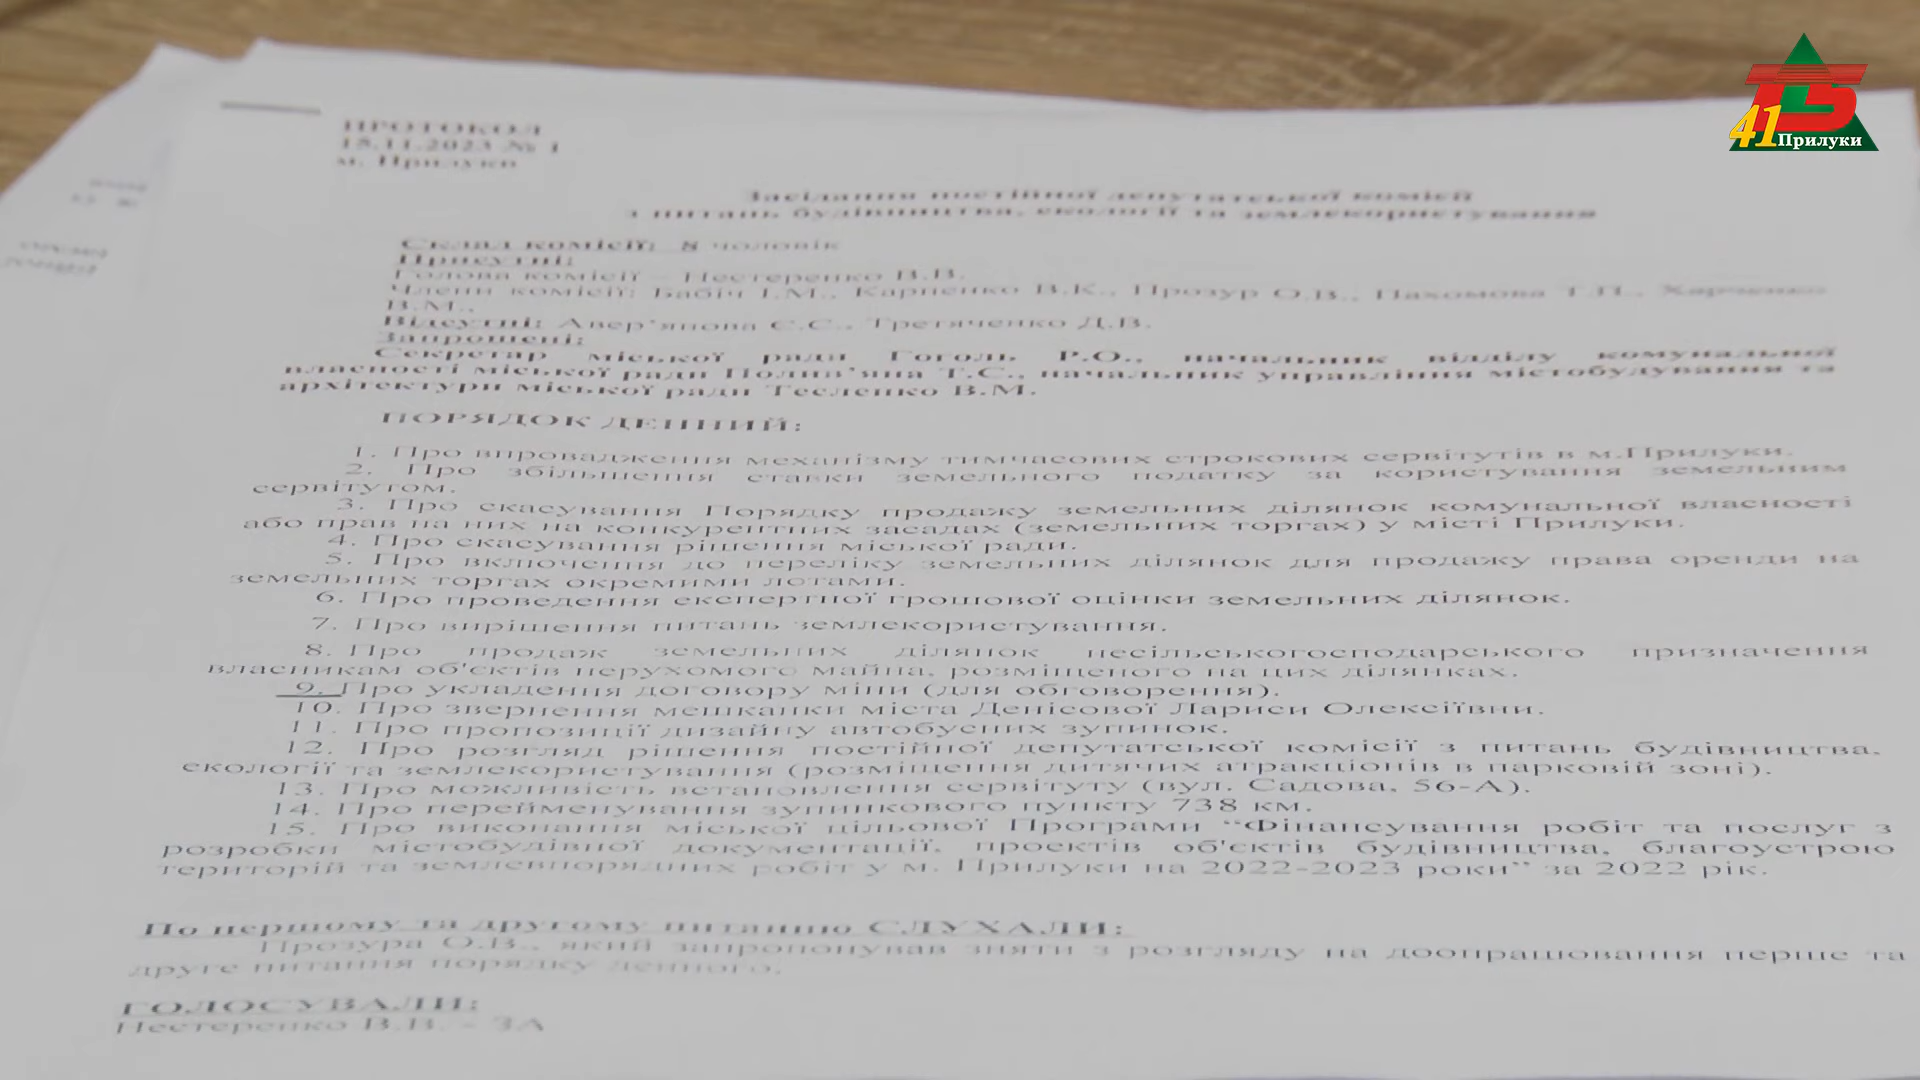 ПРОТОКОЛ
15.11.2023 № 1
м. Прилуки
Засідання постійної депутатської комісії
з питань будівництва, екології та землекористування
Склад комісії: 8 чоловік
Присутні:
Голова комісії – Нестеренко В.В.
Члени комісії: Бабіч І.М., Карпенко В.К., Прозур О.В., Пахомова Т.П., Харченко
В.М.,
Відсутні: Авер’янова Є.С., Третяченко Д.В.
Запрошені:
Секретар міської ради Гоголь Р.О., начальник відділу комунальної
власності міської ради Полив’яна Т.С., начальник управління містобудування та
архітектури міської ради Тесленко В.М.
ПОРЯДОК ДЕННИЙ:
1. Про впровадження механізму тимчасових строкових сервітутів в м.Прилуки.
2. Про збільшення ставки земельного податку за користування земельним
сервітутом.
3. Про скасування Порядку продажу земельних ділянок комунальної власності
або прав на них на конкурентних засадах (земельних торгах) у місті Прилуки.
4. Про скасування рішення міської ради.
5. Про включення до переліку земельних ділянок для продажу права оренди на
земельних торгах окремими лотами.
6. Про проведення експертної грошової оцінки земельних ділянок.
7. Про вирішення питань землекористування.
8. Про продаж земельних ділянок несільськогосподарського призначення
власникам об'єктів нерухомого майна, розміщеного на цих ділянках.
9. Про укладення договору міни (для обговорення).
10. Про звернення мешканки міста Денісової Лариси Олексіївни.
11. Про пропозиції дизайну автобусних зупинок.
12. Про розгляд рішення постійної депутатської комісії з питань будівництва,
екології та землекористування (розміщення дитячих атракціонів в парковій зоні).
13. Про можливість встановлення сервітуту (вул. Садова, 56-А).
14. Про перейменування зупинкового пункту 738 км.
15. Про виконання міської цільової Програми “Фінансування робіт та послуг з
розробки містобудівної документації, проектів об'єктів будівництва, благоустрою
територій та землевпорядних робіт у м. Прилуки на 2022-2023 роки” за 2022 рік.
По першому та другому питанню СЛУХАЛИ:
Прозура О.В., який запропонував зняти з розгляду на доопрацювання перше та
друге питання порядку денного.
ГОЛОСУВАЛИ:
Нестеренко В.В. - ЗА
41 Прилуки